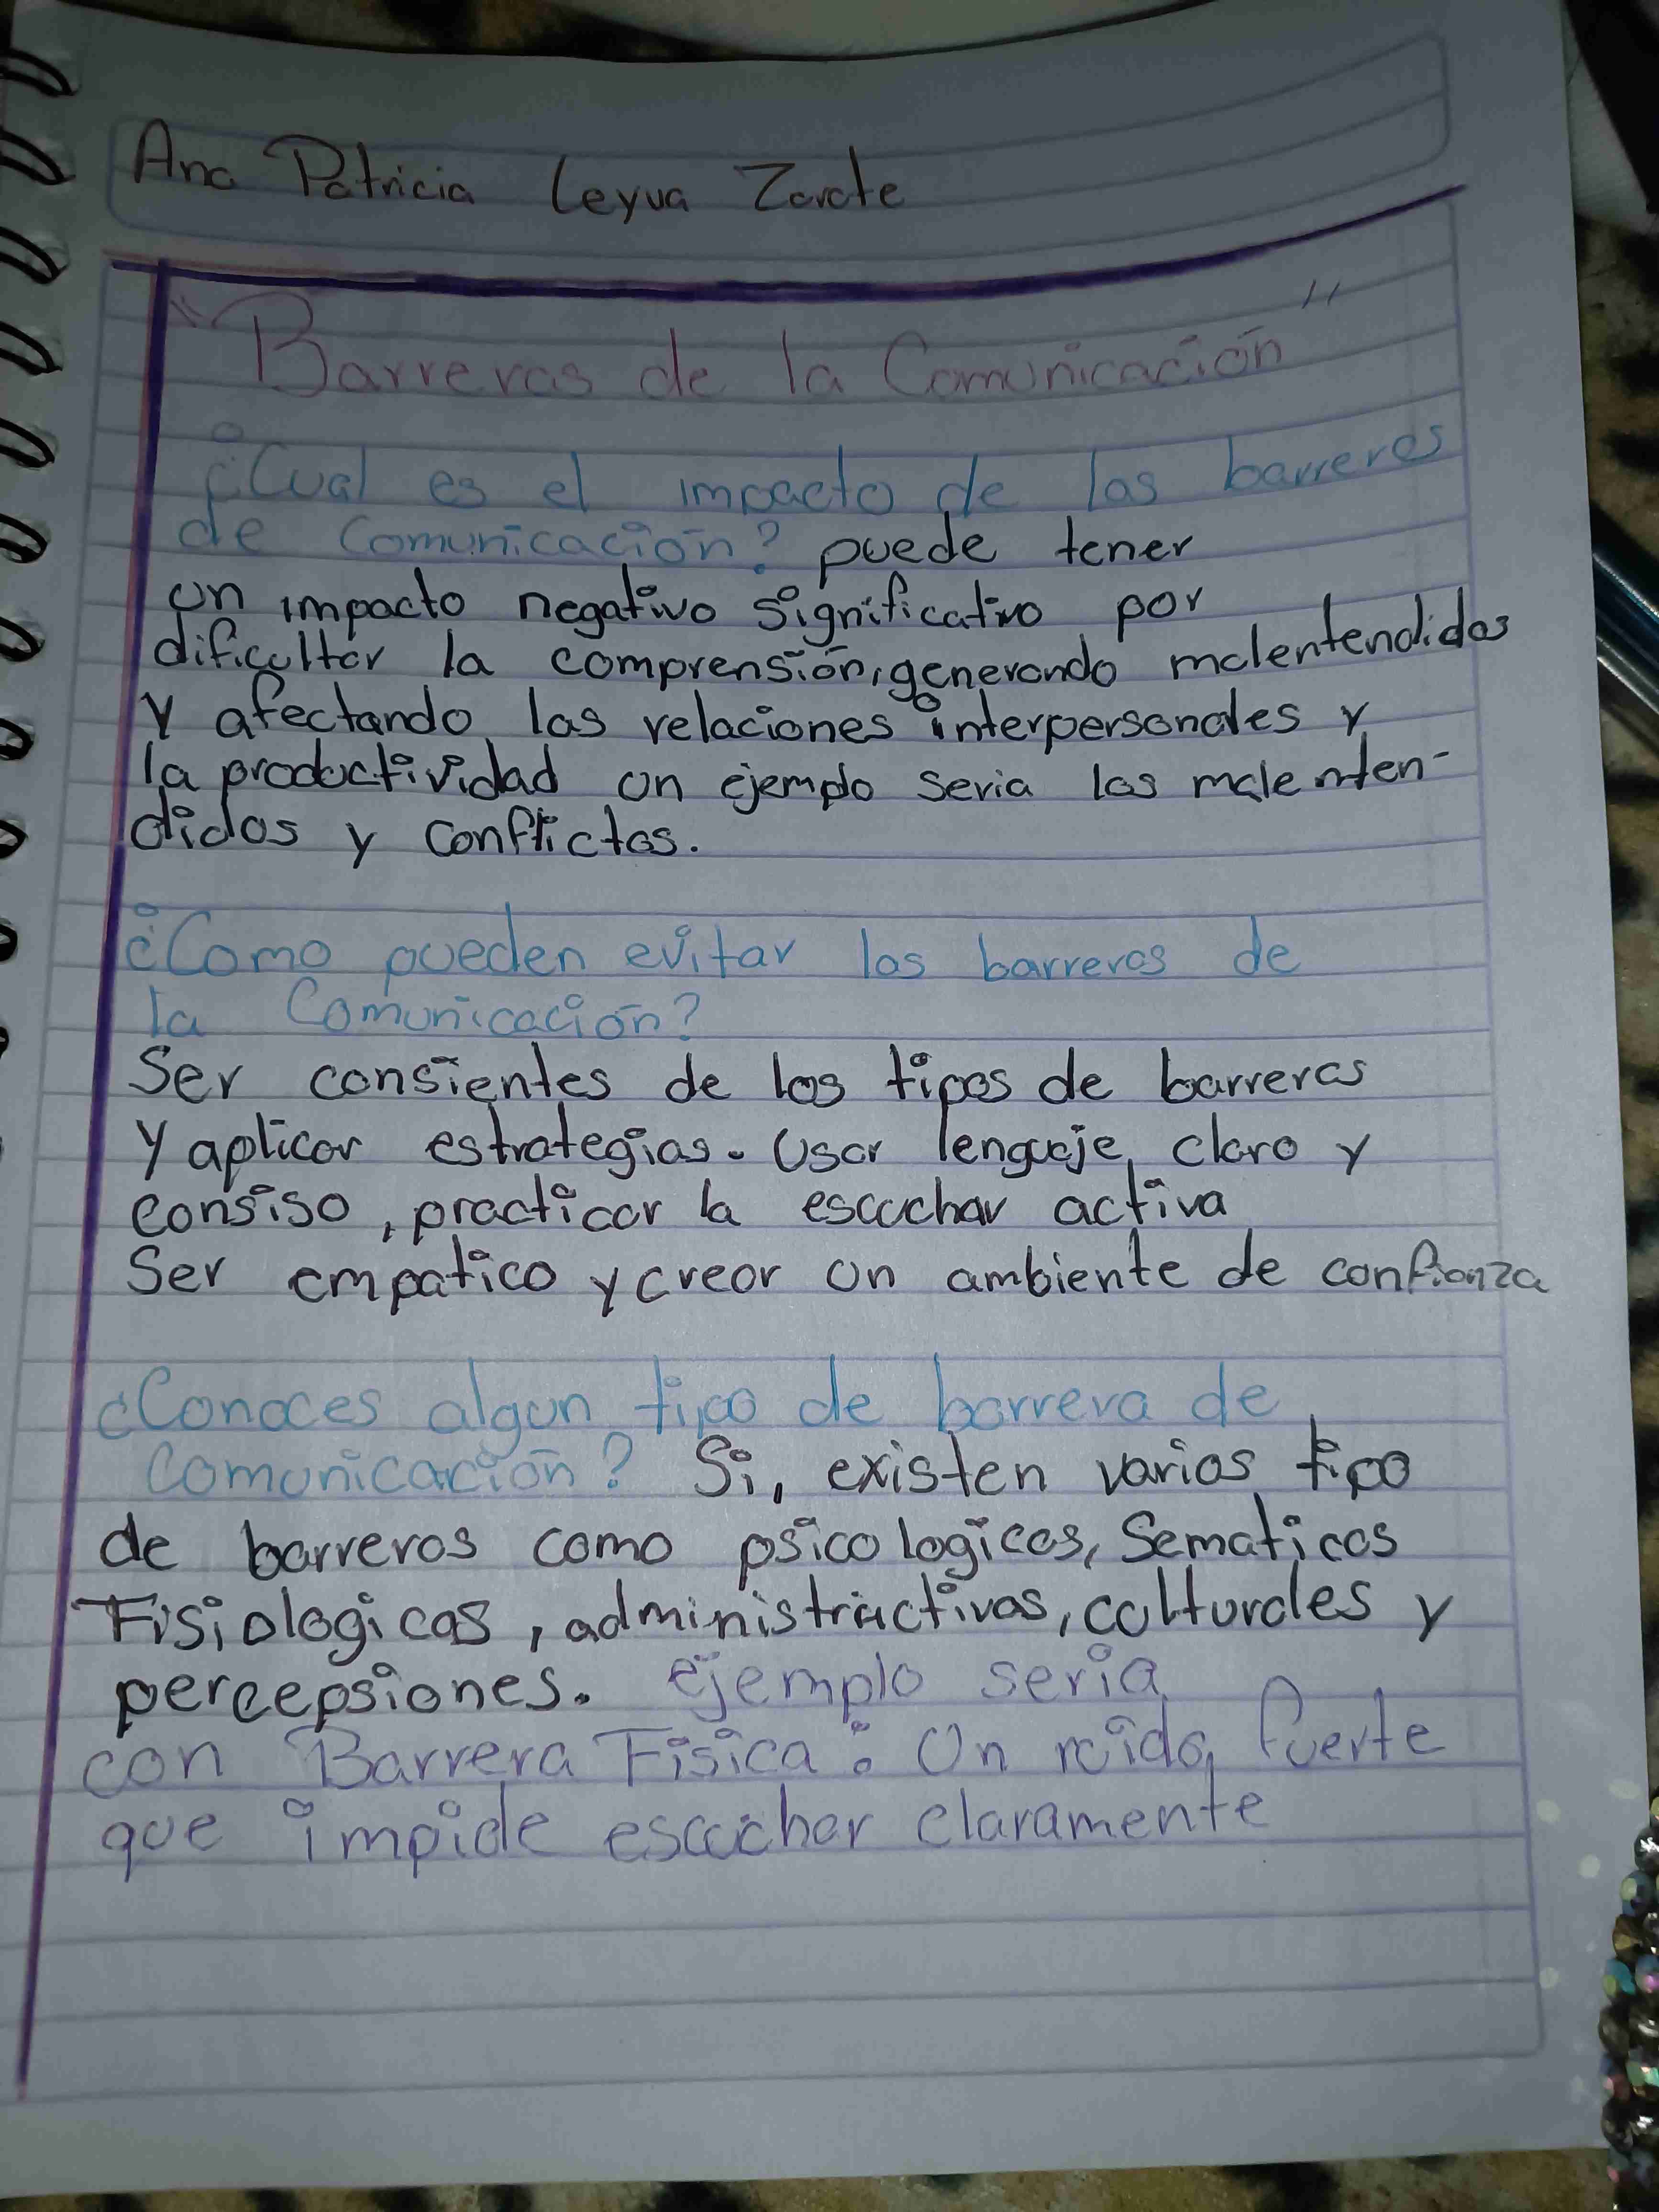 Ana Patricia Leyva Zarate
"Barreras de la Comunicación"
¿Cual es el impacto de las barreras
de Comunicación? puede tener
un impacto negativo significativo por
dificultar la comprensión, generando malentendidos
y afectando las relaciones interpersonales y
la productividad un ejemplo seria los malenten-
didos y conflictos.
¿Como pueden evitar las barreras de
la Comunicación?
Ser consientes de los tipos de barreras
y aplicar estrategias. Usar lenguaje claro y
consiso, practicar la escuchar activa
Ser empatico y crear un ambiente de confianza
¿Conoces algun tipo de barrera de
Comunicación? Si, existen varios tipo
de barreras como psicologicas, Sematicas
Fisiologicas, administractivas, culturales y
percepsiones. ejemplo seria
con Barrera Fisica: Un ruido fuerte
que impide escuchar claramente